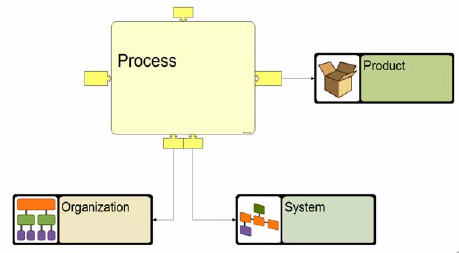 Process
Product
Organization
System